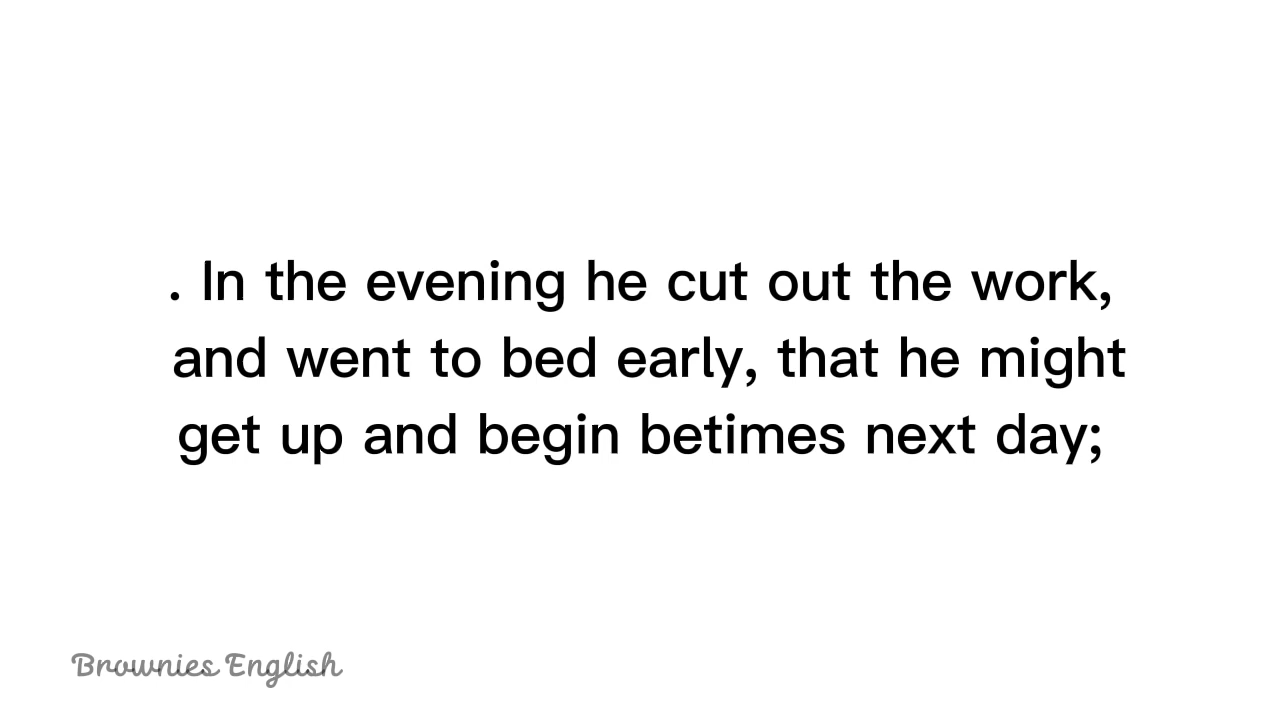 . In the evening he cut out the work,
and went to bed early, that he might
get up and begin betimes next day;
Brownies English